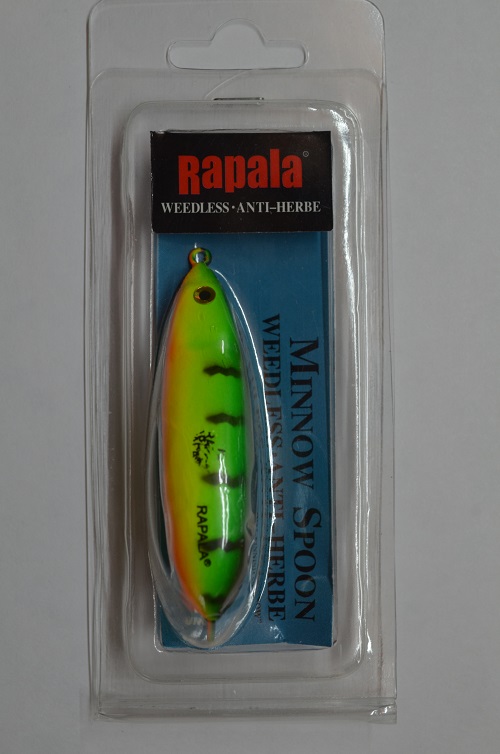 Rapala®
WEEDLESS·ANTI–HERBE
MINNOW SPOON
WEEDLESS ANTI-HERBE
RAPALA®